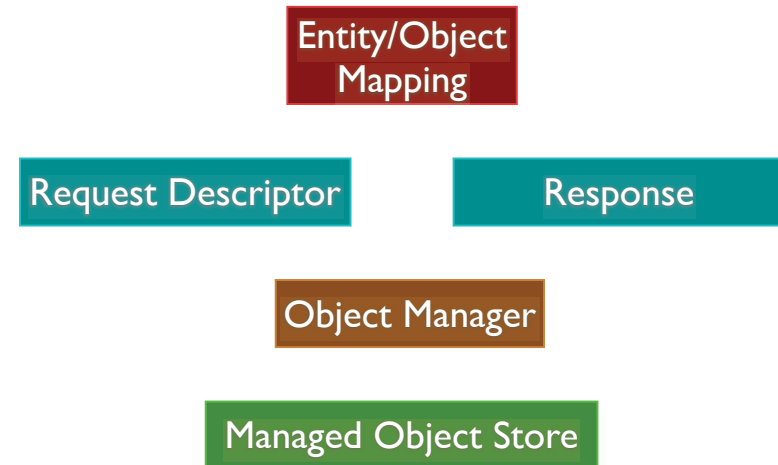 Entity/Object
Mapping
Request Descriptor
Response
Object Manager
Managed Object Store